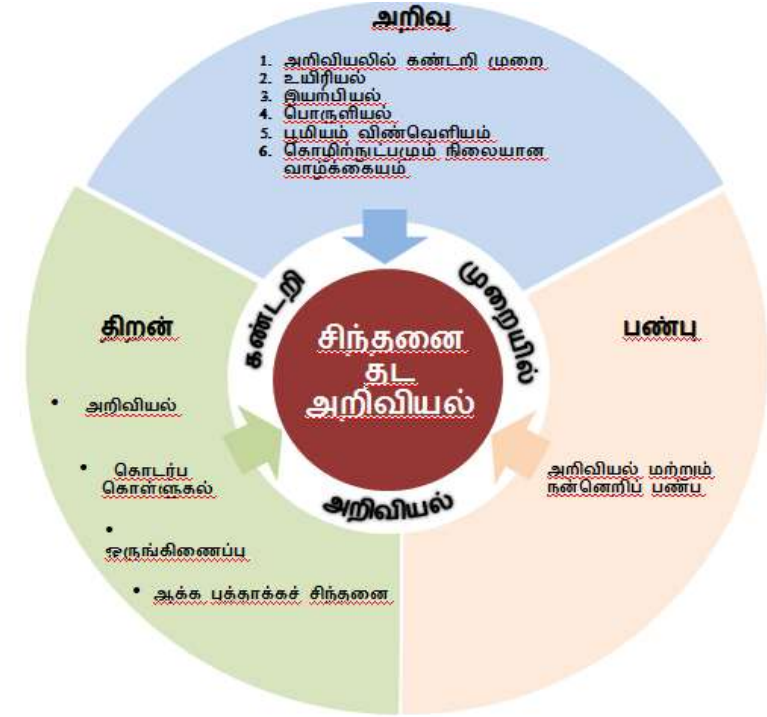 அறிவு
1. அறிவியலில் கண்டறி முறை
2. உயிரியல்
3. இயற்பியல்
4. பொருளியல்
5. பூமியும் விண்வெளியும்
6. தொழிற்நுட்பமும் நிலையான
வாழ்க்கையும்
கண்டறி முறையில் அறிவியல்
சிந்தனை
தட
அறிவியல்
திறன்
• அறிவியல்
• தொடர்பு
கொள்ளுதல்
•
ஒருங்கிணைப்பு
• ஆக்க புத்தாக்கச் சிந்தனை
பண்பு
அறிவியல் மற்றும்
நன்னெறிப் பண்பு